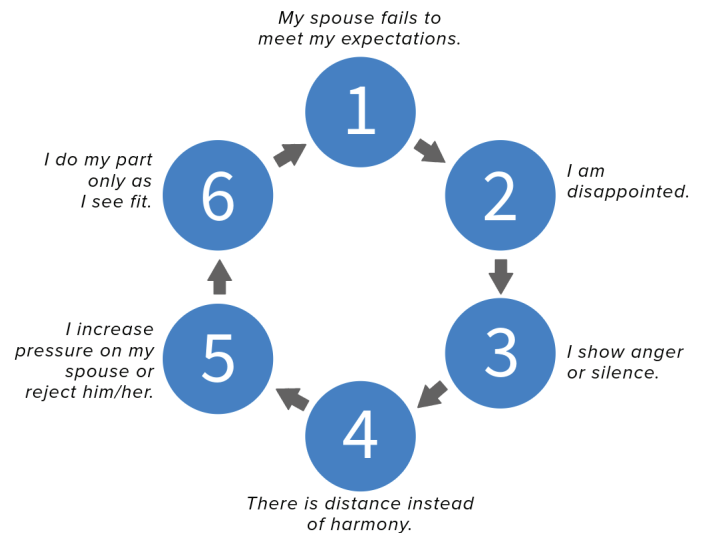 My spouse fails to
meet my expectations.
1
2
I am
disappointed.
3
I show anger
or silence.
4
There is distance instead
of harmony.
5
I increase
pressure on my
spouse or
reject him/her.
6
I do my part
only as
I see fit.